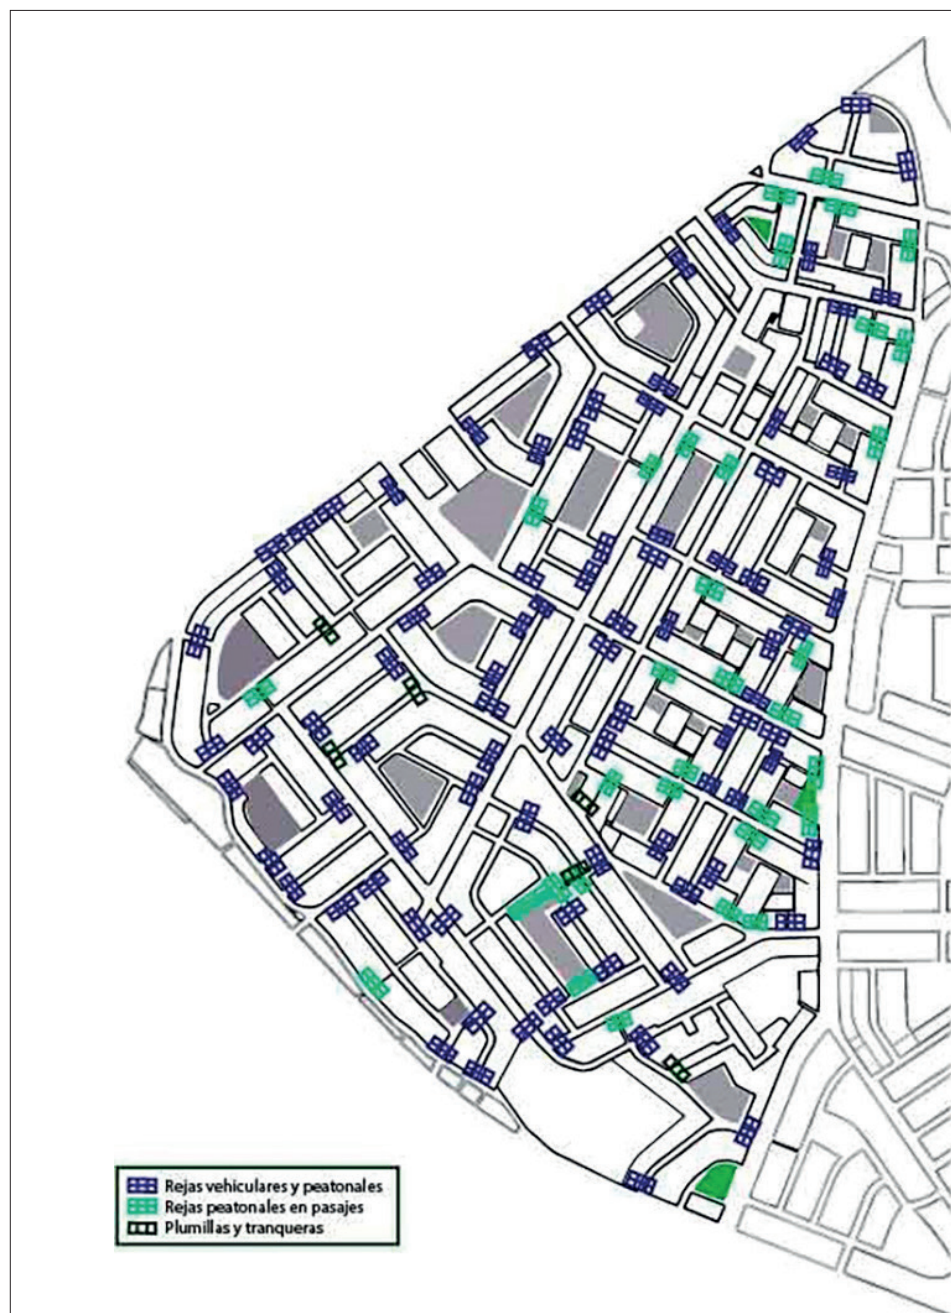 Rejas vehiculares y peatonales
Rejas peatonales en pasajes
Plumillas y tranqueras